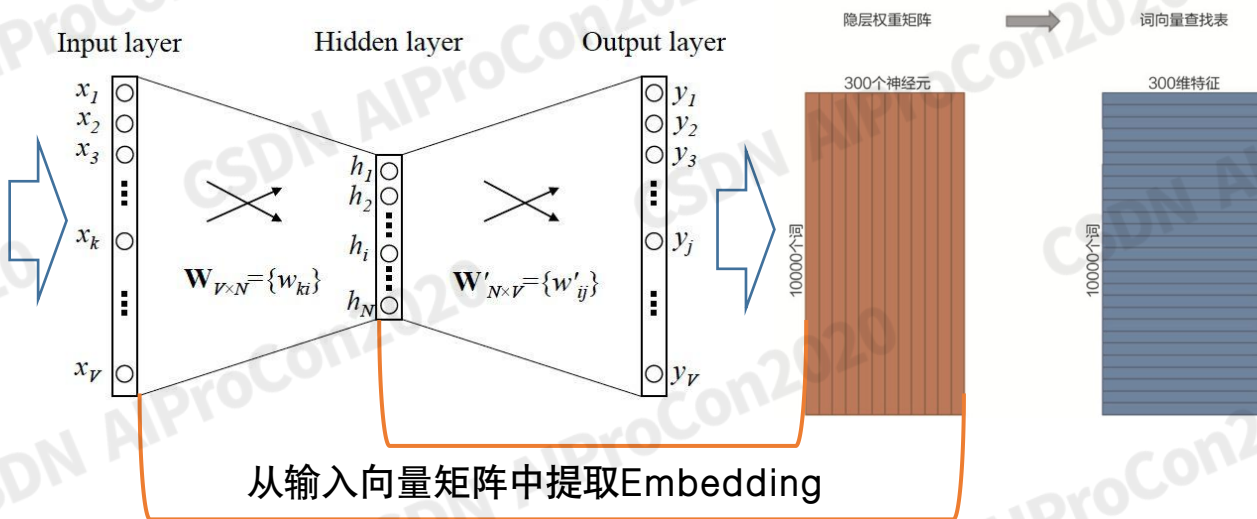 Input layer
Hidden layer
Output layer
隐层权重矩阵
词向量查找表
300个神经元
300维特征
10000个词
10000个词
x1
x2
x3
xk
xV
h1
h2
hi
hN
y1
y2
y3
yj
yV
WV×N={wki}
W′N×V={w′ij}
从输入向量矩阵中提取Embedding
CSDN AIProCon2020